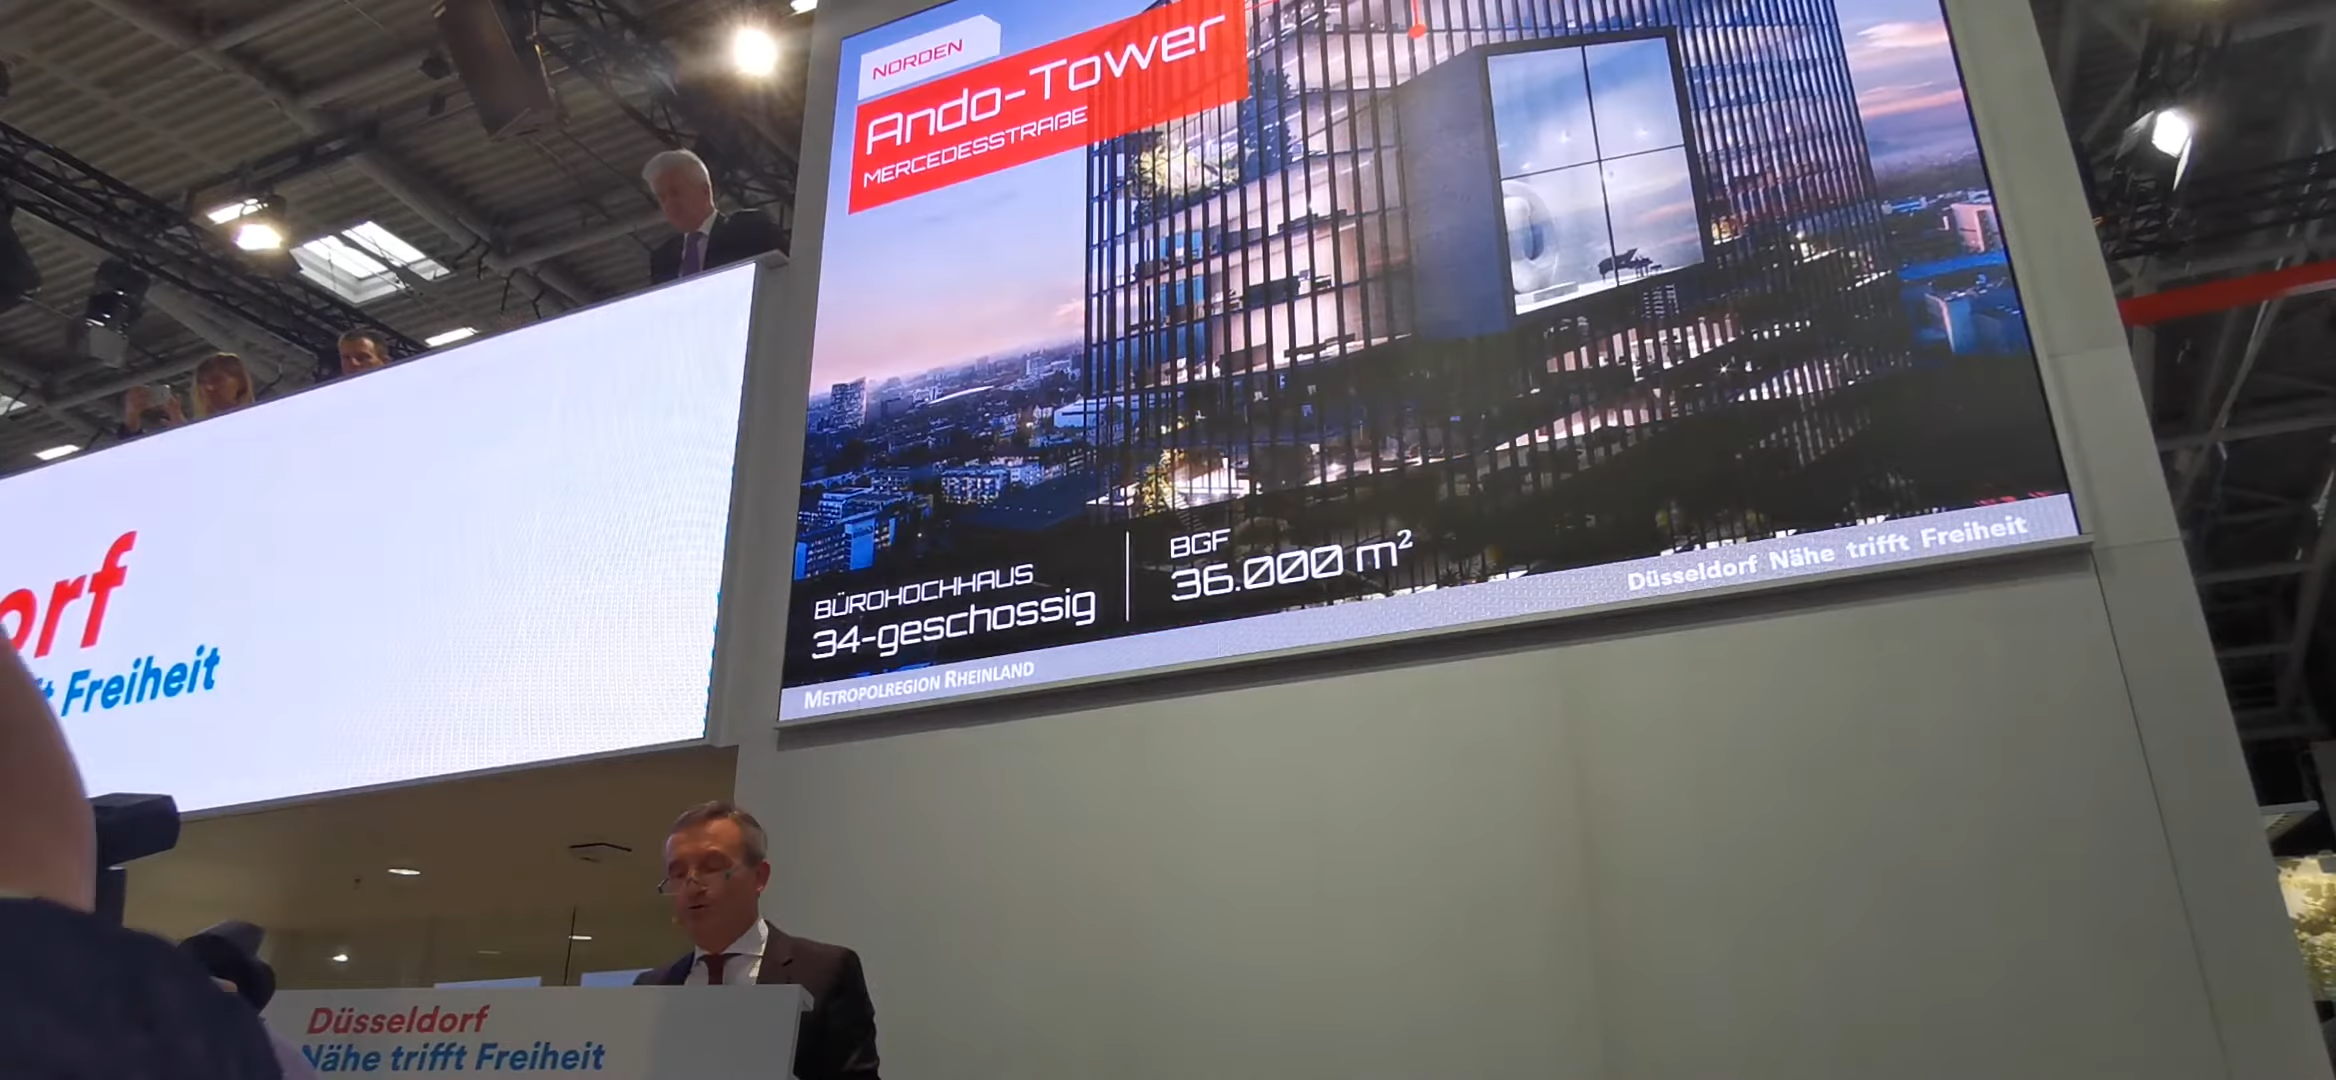 NORDEN
Ando-Tower
MERCEDESSTRAßE
BÜROHOCHHAUS
34-geschossig
BGF
36.000 m²
METROPOLREGION RHEINLAND
Düsseldorf Nähe trifft Freiheit
orf
t Freiheit
Düsseldorf
Nähe trifft Freiheit